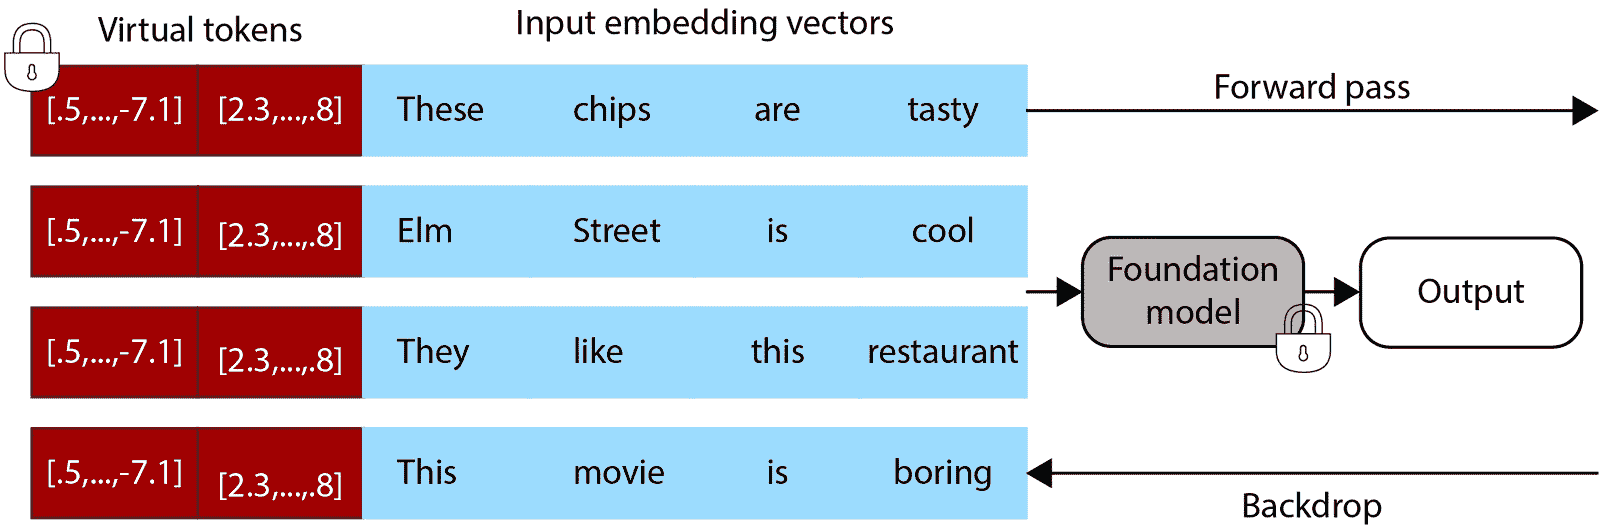 Virtual tokens Input embedding vectors
[.5,...,-7.1] [2.3,...,.8] These chips are tasty
Forward pass
[.5,...,-7.1] [2.3,...,.8] Elm Street is cool
Foundation
model
Output
[.5,...,-7.1] [2.3,...,.8] They like this restaurant
[.5,...,-7.1] [2.3,...,.8] This movie is boring
Backdrop